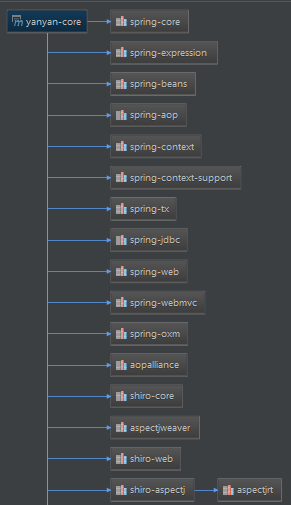 yanyan-core
spring-core
spring-expression
spring-beans
spring-aop
spring-context
spring-context-support
spring-tx
spring-jdbc
spring-web
spring-webmvc
spring-oxm
aopalliance
shiro-core
aspectjweaver
shiro-web
shiro-aspectj
aspectjrt